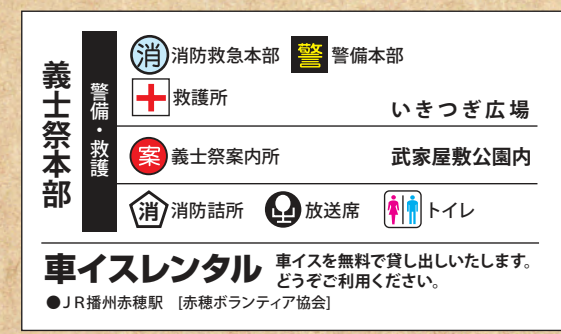 義士祭本部
警備・救護
消 消防救急本部 警 警備本部
救護所
いきつぎ広場
案 義士祭案内所 武家屋敷公園内
消 消防詰所 放送席 トイレ
車イスレンタル 車イスを無料で貸し出しいたします。
どうぞご利用ください。
●JR播州赤穂駅 [赤穂ボランティア協会]